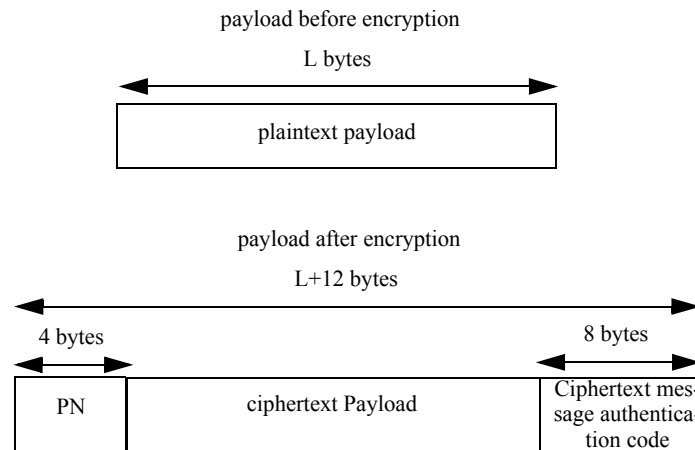 payload before encryption
L bytes
plaintext payload
payload after encryption
L+12 bytes
4 bytes
8 bytes
PN
ciphertext Payload
Ciphertext mes-
sage authentica-
tion code